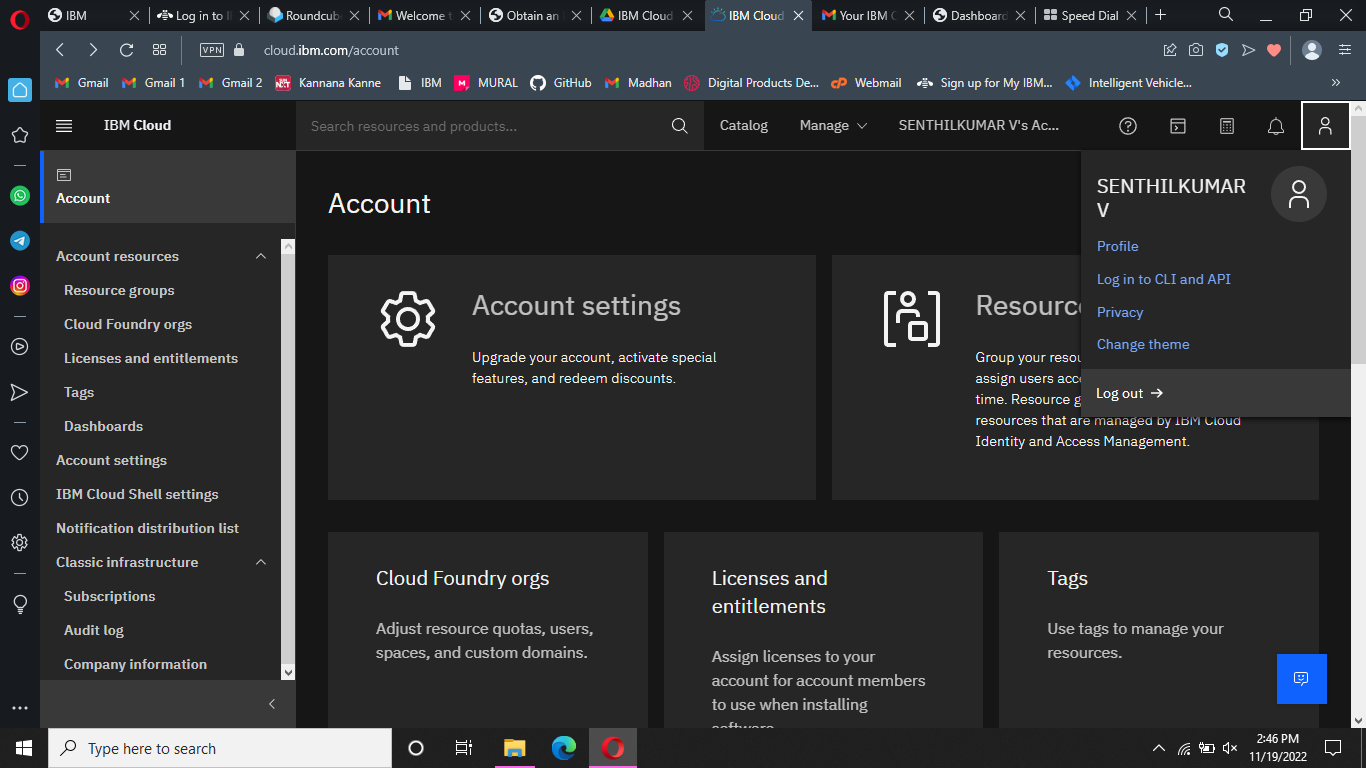 IBM
Log in to I
Roundcub
Welcome t
Obtain an
IBM Cloud
IBM Cloud
Your IBM C
Dashboard
Speed Dial
VPN
cloud.ibm.com/account
Gmail
Gmail 1
Gmail 2
Kannana Kanne
IBM
MURAL
GitHub
Madhan
Digital Products De...
Webmail
Sign up for My IBM...
Intelligent Vehicle...
IBM Cloud
Search resources and products...
Catalog
Manage
SENTHILKUMAR V's Ac...
Account
Account resources
Resource groups
Cloud Foundry orgs
Licenses and entitlements
Tags
Dashboards
Account settings
IBM Cloud Shell settings
Notification distribution list
Classic infrastructure
Subscriptions
Audit log
Company information
Account
Account settings
Upgrade your account, activate special
features, and redeem discounts.
Resourc
Group your resou
assign users acc
time. Resource g
resources that are managed by IBM Cloud
Identity and Access Management.
SENTHILKUMAR
V
Profile
Log in to CLI and API
Privacy
Change theme
Log out
Cloud Foundry orgs
Adjust resource quotas, users,
spaces, and custom domains.
Licenses and
entitlements
Assign licenses to your
account for account members
to use when installing
software.
Tags
Use tags to manage your
resources.
Type here to search
2:46 PM
11/19/2022